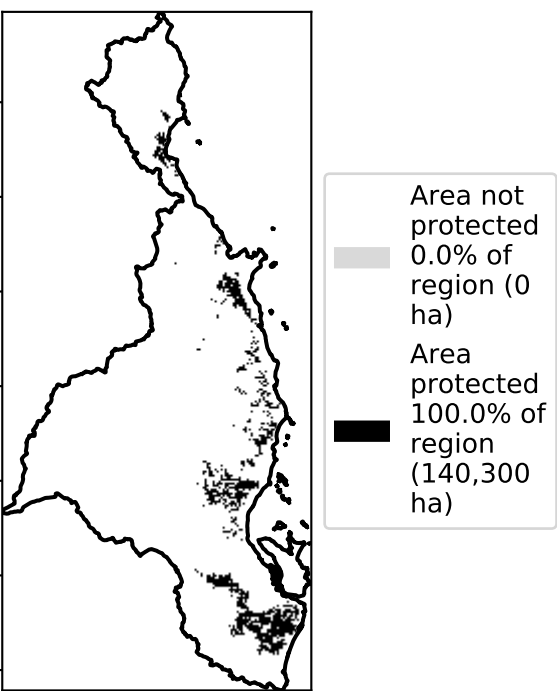 Area not
protected
0.0% of
region (0
ha)
Area
protected
100.0% of
region
(140,300
ha)